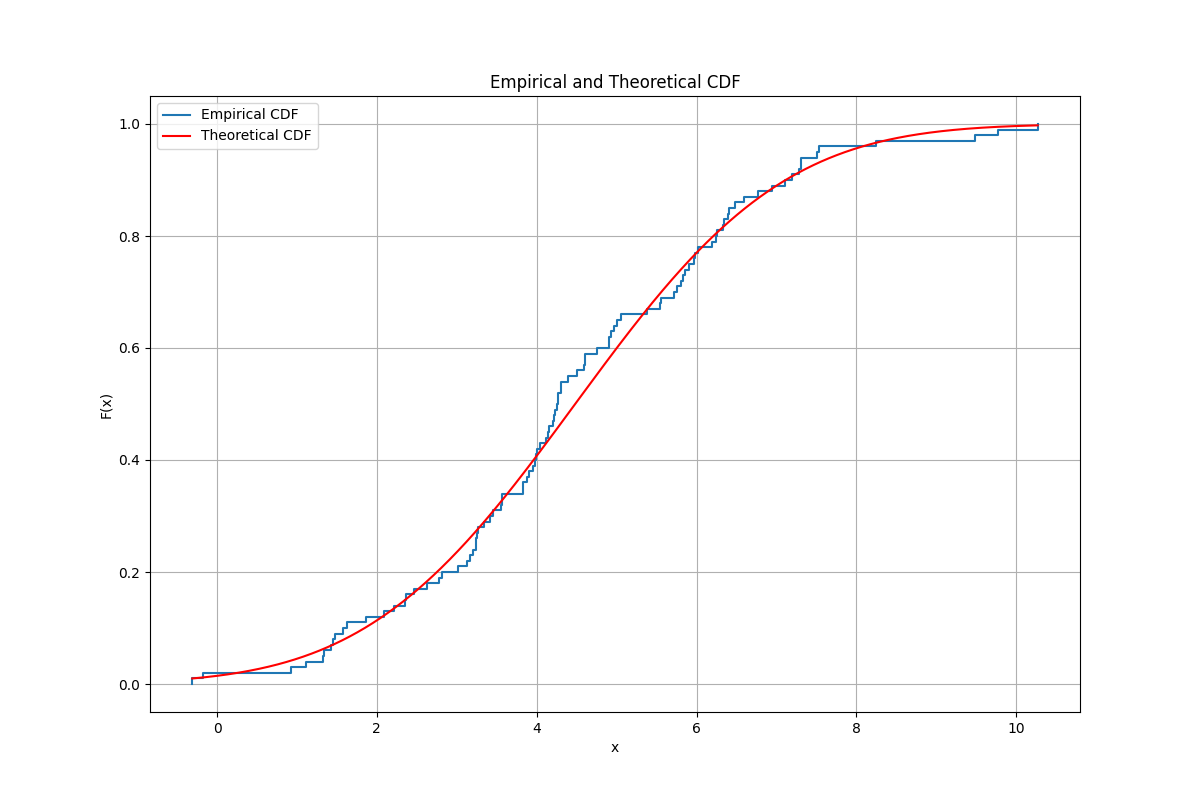 Empirical and Theoretical CDF
Empirical CDF
Theoretical CDF
1.0
0.8
0.6
0.4
0.2
0.0
F(x)
0 2 4 6 8 10
x